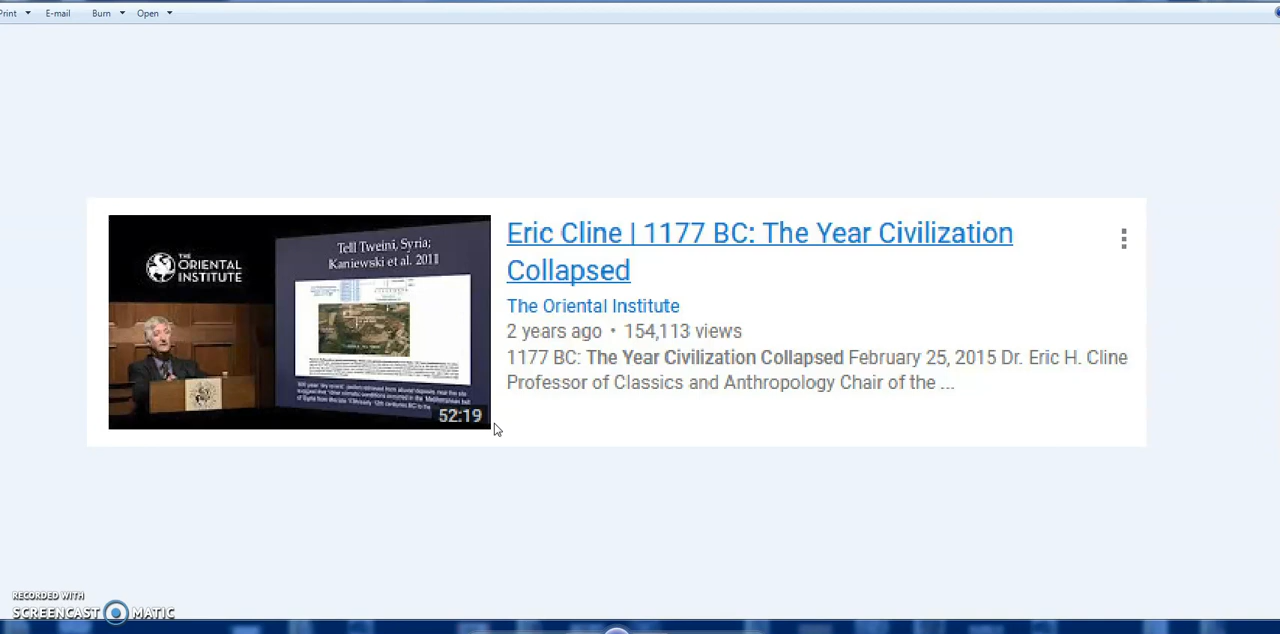 Print E-mail Burn Open
THE
ORIENTAL
INSTITUTE
Tell Tweini, Syria;
Kaniewski et al. 2011
52:19
Eric Cline | 1177 BC: The Year Civilization
Collapsed
The Oriental Institute
2 years ago • 154,113 views
1177 BC: The Year Civilization Collapsed February 25, 2015 Dr. Eric H. Cline
Professor of Classics and Anthropology Chair of the ...
RECORDED WITH
SCREENCAST MATIC